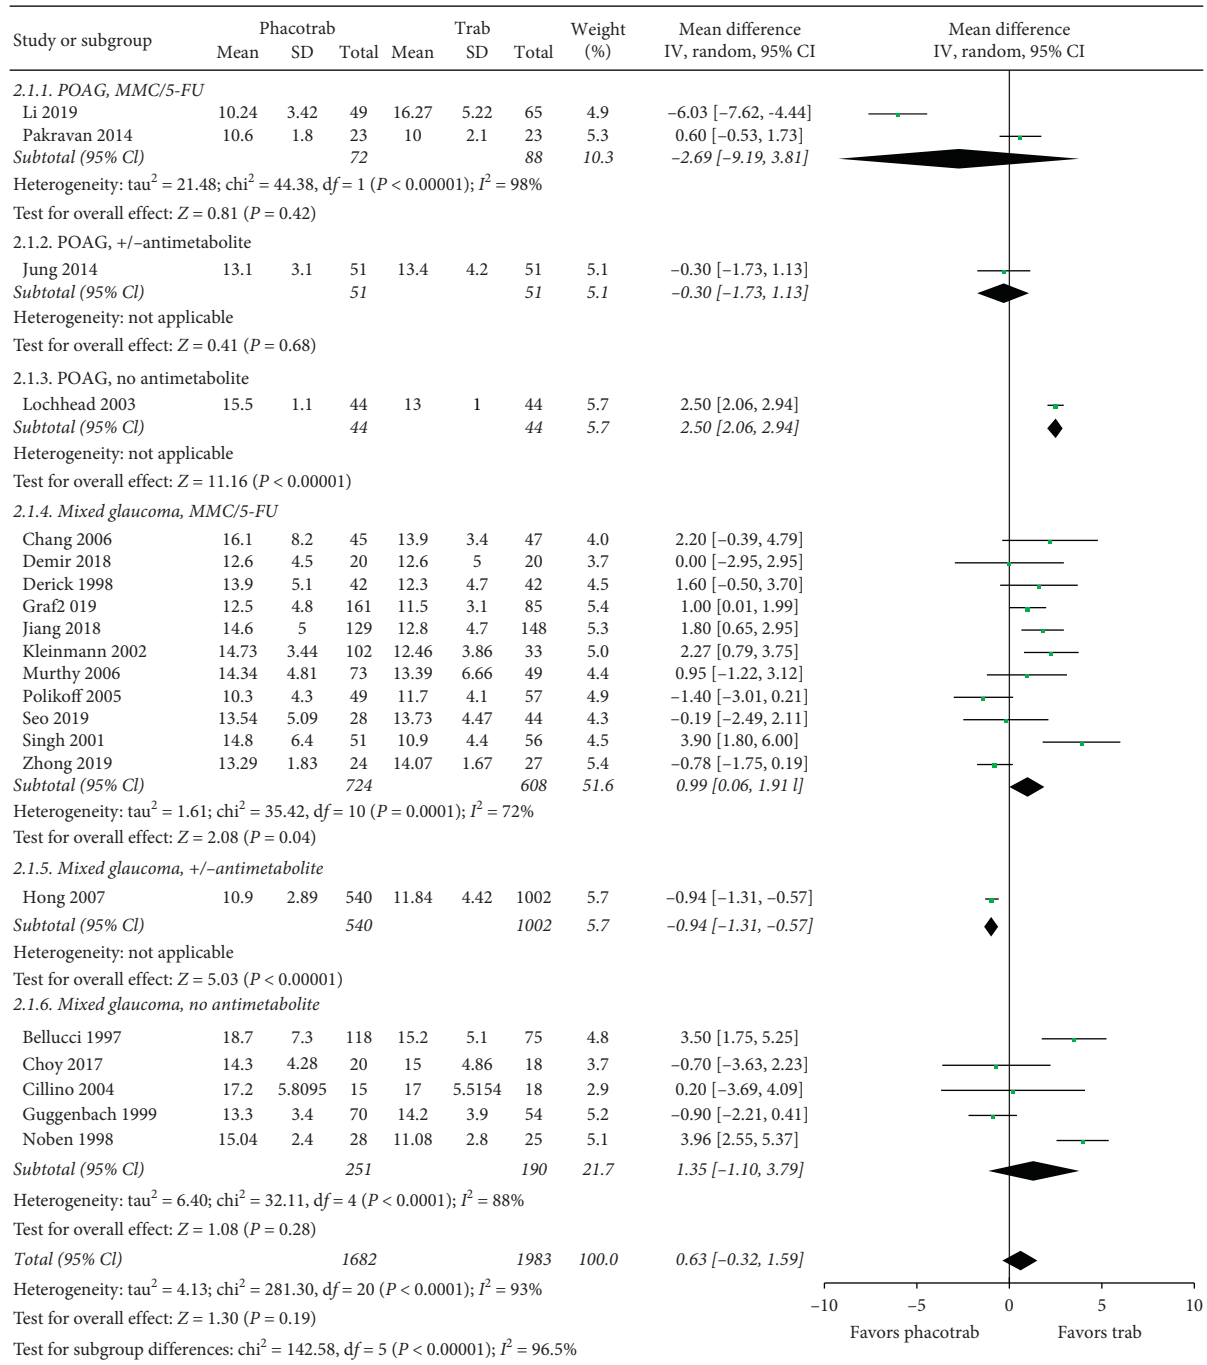 Study or subgroup Phacotrab Trab Weight (%) Mean difference IV, random, 95% CI Mean difference IV, random, 95% CI
Mean SD Total Mean SD Total
2.1.1. POAG, MMC/5-FU
Li 2019 10.24 3.42 49 16.27 5.22 65 4.9 −6.03 [−7.62, -4.44]
Pakravan 2014 10.6 1.8 23 10 2.1 23 5.3 0.60 [−0.53, 1.73]
Subtotal (95% Cl) 72 88 10.3 −2.69 [−9.19, 3.81]
Heterogeneity: tau² = 21.48; chi² = 44.38, df = 1 (P < 0.00001); I² = 98%
Test for overall effect: Z = 0.81 (P = 0.42)
2.1.2. POAG, +/−antimetabolite
Jung 2014 13.1 3.1 51 13.4 4.2 51 5.1 −0.30 [−1.73, 1.13]
Subtotal (95% Cl) 51 51 5.1 −0.30 [−1.73, 1.13]
Heterogeneity: not applicable
Test for overall effect: Z = 0.41 (P = 0.68)
2.1.3. POAG, no antimetabolite
Lochhead 2003 15.5 1.1 44 13 1 44 5.7 2.50 [2.06, 2.94]
Subtotal (95% Cl) 44 44 5.7 2.50 [2.06, 2.94]
Heterogeneity: not applicable
Test for overall effect: Z = 11.16 (P < 0.00001)
2.1.4. Mixed glaucoma, MMC/5-FU
Chang 2006 16.1 8.2 45 13.9 3.4 47 4.0 2.20 [−0.39, 4.79]
Demir 2018 12.6 4.5 20 12.6 5 20 3.7 0.00 [−2.95, 2.95]
Derick 1998 13.9 5.1 42 12.3 4.7 42 4.5 1.60 [−0.50, 3.70]
Graf2 019 12.5 4.8 161 11.5 3.1 85 5.4 1.00 [0.01, 1.99]
Jiang 2018 14.6 5 129 12.8 4.7 148 5.3 1.80 [0.65, 2.95]
Kleinmann 2002 14.73 3.44 102 12.46 3.86 33 5.0 2.27 [0.79, 3.75]
Murthy 2006 14.34 4.81 73 13.39 6.66 49 4.4 0.95 [−1.22, 3.12]
Polikoff 2005 10.3 4.3 49 11.7 4.1 57 4.9 −1.40 [−3.01, 0.21]
Seo 2019 13.54 5.09 28 13.73 4.47 44 4.3 −0.19 [−2.49, 2.11]
Singh 2001 14.8 6.4 51 10.9 4.4 56 4.5 3.90 [1.80, 6.00]
Zhong 2019 13.29 1.83 24 14.07 1.67 27 5.4 −0.78 [−1.75, 0.19]
Subtotal (95% Cl) 724 608 51.6 0.99 [0.06, 1.91 l]
Heterogeneity: tau² = 1.61; chi² = 35.42, df = 10 (P = 0.0001); I² = 72%
Test for overall effect: Z = 2.08 (P = 0.04)
2.1.5. Mixed glaucoma, +/−antimetabolite
Hong 2007 10.9 2.89 540 11.84 4.42 1002 5.7 −0.94 [−1.31, −0.57]
Subtotal (95% Cl) 540 1002 5.7 −0.94 [−1.31, −0.57]
Heterogeneity: not applicable
Test for overall effect: Z = 5.03 (P < 0.00001)
2.1.6. Mixed glaucoma, no antimetabolite
Bellucci 1997 18.7 7.3 118 15.2 5.1 75 4.8 3.50 [1.75, 5.25]
Choy 2017 14.3 4.28 20 15 4.86 18 3.7 −0.70 [−3.63, 2.23]
Cillino 2004 17.2 5.8095 15 17 5.5154 18 2.9 0.20 [−3.69, 4.09]
Guggenbach 1999 13.3 3.4 70 14.2 3.9 54 5.2 −0.90 [−2.21, 0.41]
Noben 1998 15.04 2.4 28 11.08 2.8 25 5.1 3.96 [2.55, 5.37]
Subtotal (95% Cl) 251 190 21.7 1.35 [−1.10, 3.79]
Heterogeneity: tau² = 6.40; chi² = 32.11, df = 4 (P < 0.0001); I² = 88%
Test for overall effect: Z = 1.08 (P = 0.28)
Total (95% Cl) 1682 1983 100.0 0.63 [−0.32, 1.59]
Heterogeneity: tau² = 4.13; chi² = 281.30, df = 20 (P < 0.0001); I² = 93%
Test for overall effect: Z = 1.30 (P = 0.19)
Test for subgroup differences: chi² = 142.58, df = 5 (P < 0.00001); I² = 96.5%
−10 −5 0 5 10
Favors phacotrab Favors trab